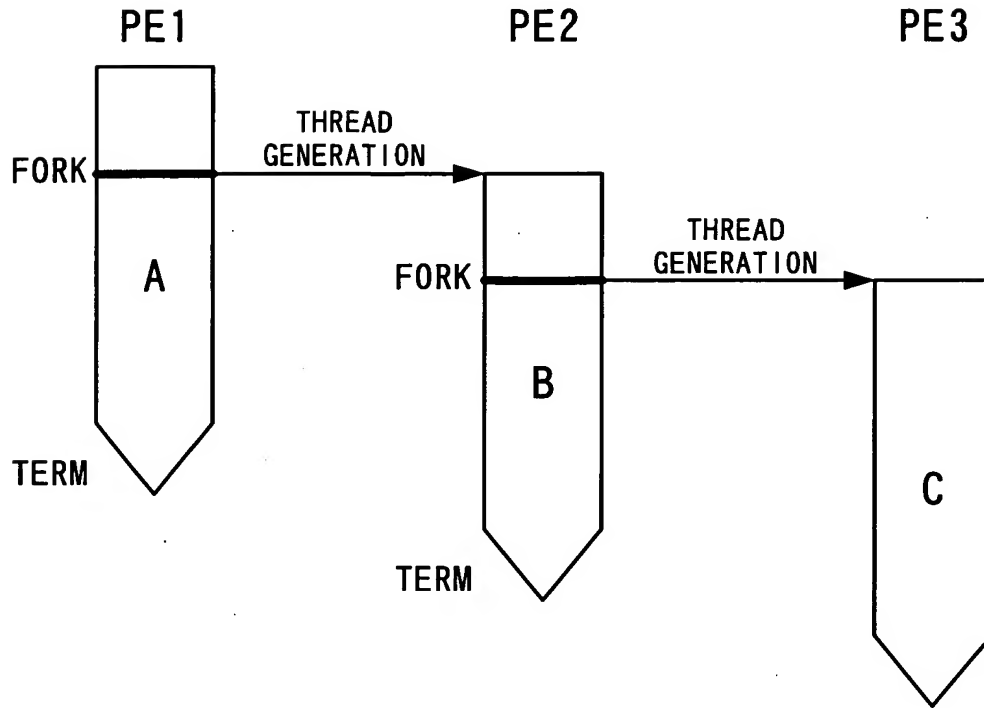 PE1
PE2
PE3
THREAD
GENERATION
FORK
A
THREAD
GENERATION
FORK
B
TERM
C
TERM